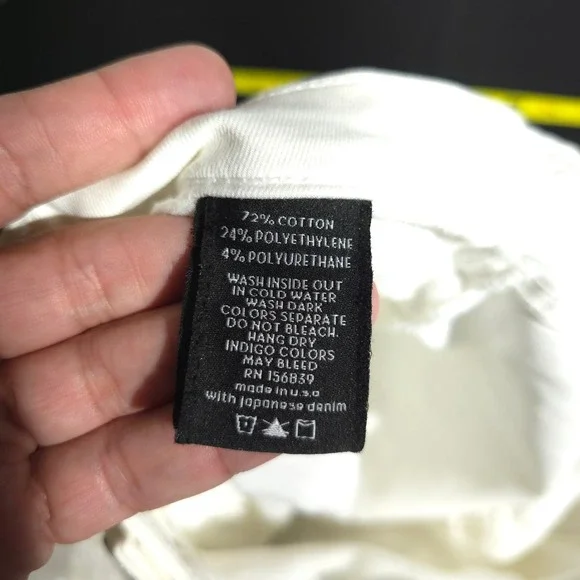 72% COTTON
24% POLYETHYLENE
4% POLYURETHANE
WASH INSIDE OUT
IN COLD WATER
WASH DARK
COLORS SEPARATE
DO NOT BLEACH.
HANG DRY
INDIGO COLORS
MAY BLEED
RN 156839
made in u.s.a
with japanese denim